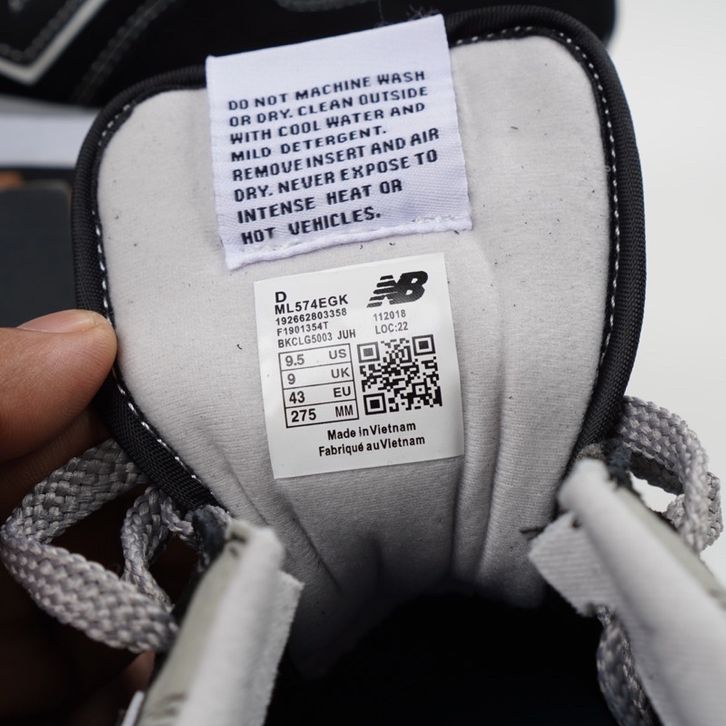 DO NOT MACHINE WASH
OR DRY. CLEAN OUTSIDE
WITH COOL WATER AND
MILD DETERGENT.
REMOVE INSERT AND AIR
DRY. NEVER EXPOSE TO
INTENSE HEAT OR
HOT VEHICLES.
D
ML574EGK
NB
192662803358
112018
F1901354T
LOC:22
BKCLG5003 JUH
9.5 US
9 UK
43 EU
275 MM
Made in Vietnam
Fabriqué au Vietnam